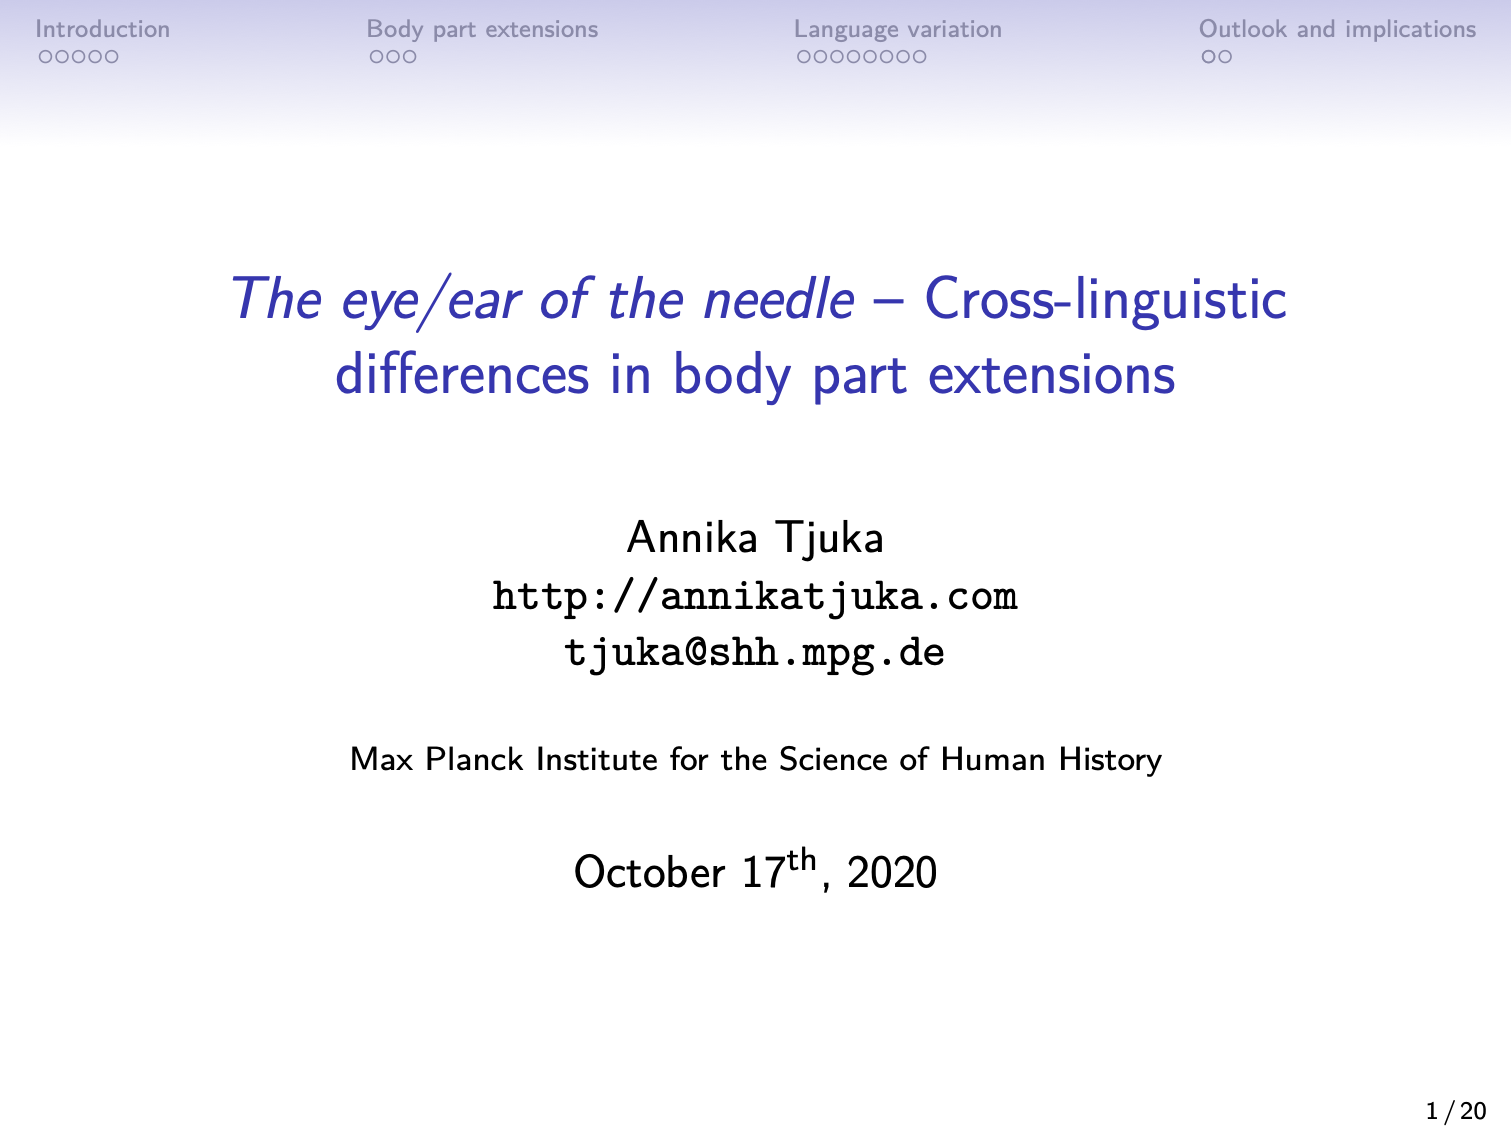 Introduction Body part extensions Language variation Outlook and implications
The eye/ear of the needle – Cross-linguistic
differences in body part extensions
Annika Tjuka
http://annikatjuka.com
tjuka@shh.mpg.de
Max Planck Institute for the Science of Human History
October 17th, 2020
1 / 20